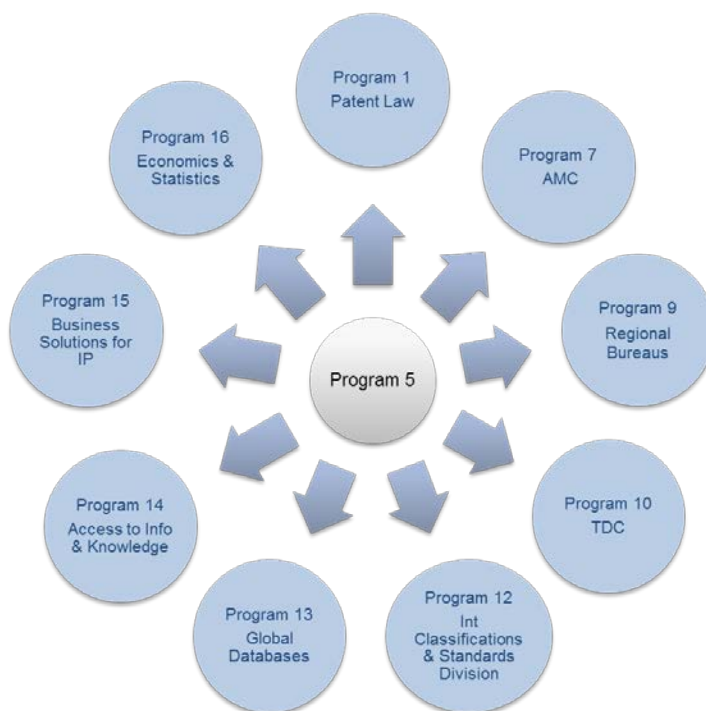 Program 1
Patent Law
Program 16
Economics &
Statistics
Program 7
AMC
Program 15
Business
Solutions for
IP
Program 9
Regional
Bureaus
Program 5
Program 14
Access to Info
& Knowledge
Program 10
TDC
Program 13
Global
Databases
Program 12
Int
Classifications
& Standards
Division